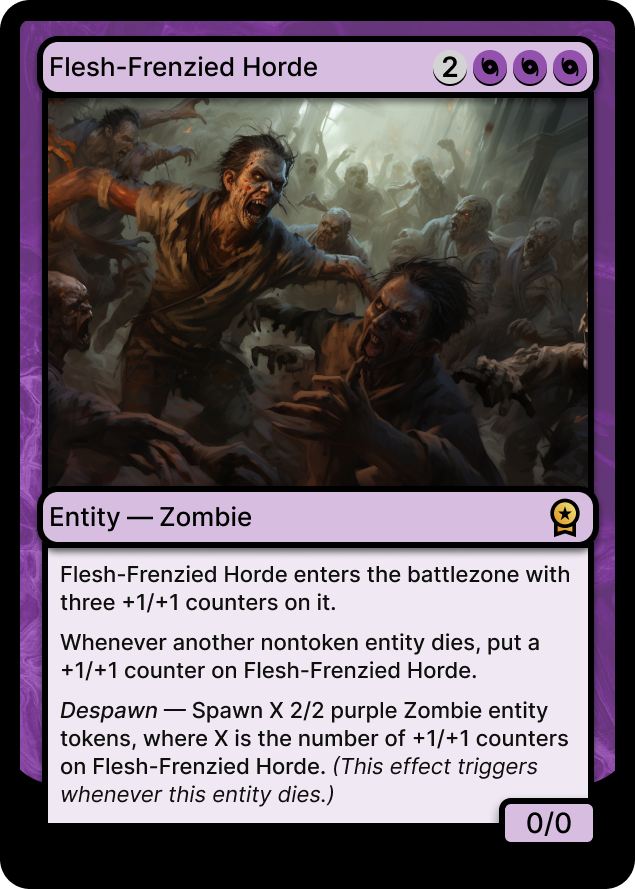 Flesh-Frenzied Horde 2
Entity — Zombie
Flesh-Frenzied Horde enters the battlezone with
three +1/+1 counters on it.
Whenever another nontoken entity dies, put a
+1/+1 counter on Flesh-Frenzied Horde.
Despawn — Spawn X 2/2 purple Zombie entity
tokens, where X is the number of +1/+1 counters
on Flesh-Frenzied Horde. (This effect triggers
whenever this entity dies.)
0/0